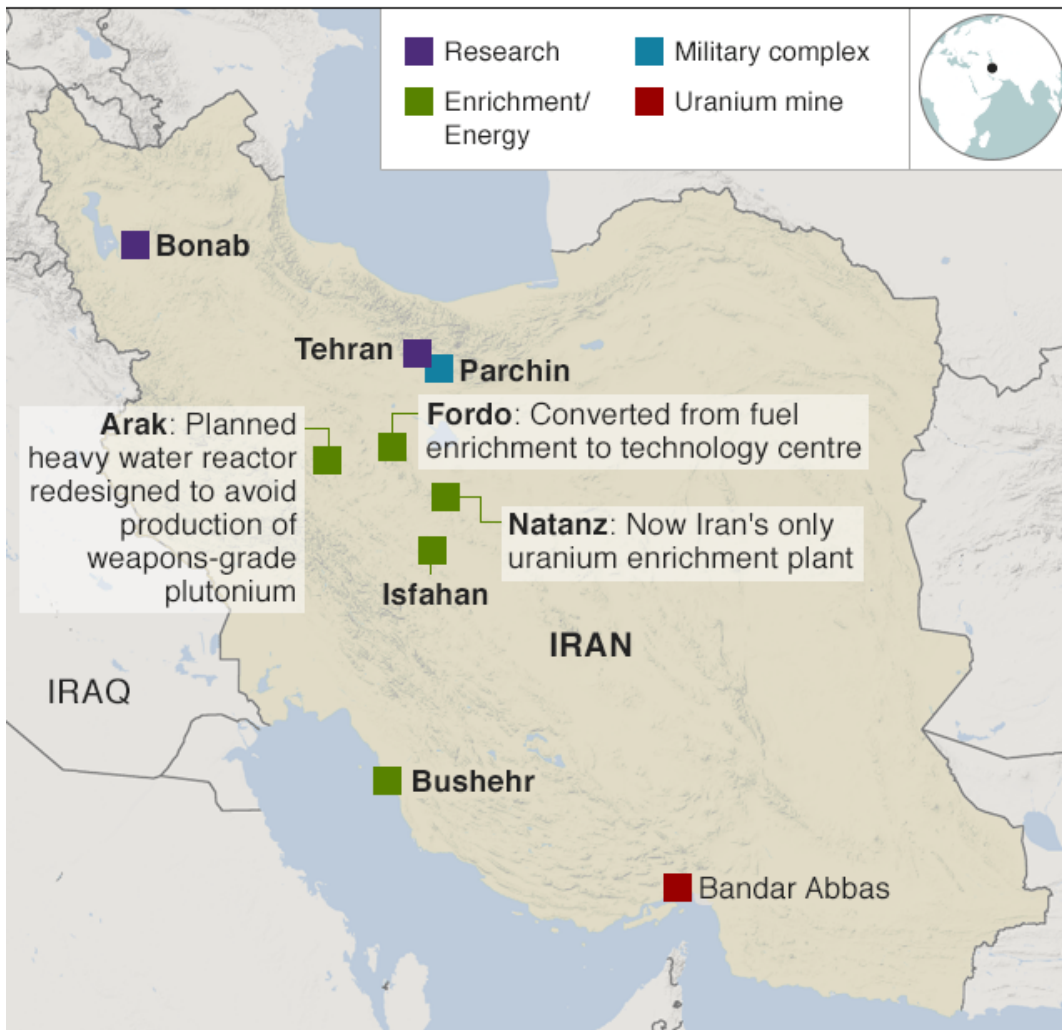 Research
Military complex
Enrichment/
Energy
Uranium mine
Bonab
Tehran
Parchin
Arak: Planned
heavy water reactor
redesigned to avoid
production of
weapons-grade
plutonium
Fordo: Converted from fuel
enrichment to technology centre
Natanz: Now Iran's only
uranium enrichment plant
Isfahan
IRAN
IRAQ
Bushehr
Bandar Abbas